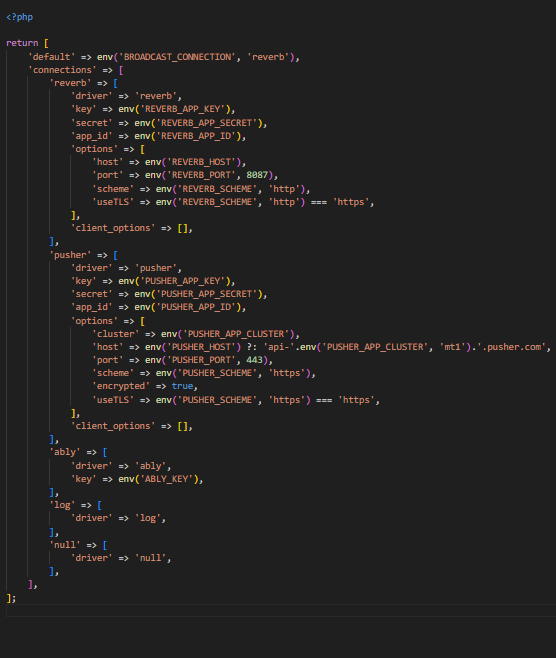 <?php
return [
    'default' => env('BROADCAST_CONNECTION', 'reverb'),
    'connections' => [
        'reverb' => [
            'driver' => 'reverb',
            'key' => env('REVERB_APP_KEY'),
            'secret' => env('REVERB_APP_SECRET'),
            'app_id' => env('REVERB_APP_ID'),
            'options' => [
                'host' => env('REVERB_HOST'),
                'port' => env('REVERB_PORT', 8087),
                'scheme' => env('REVERB_SCHEME', 'http'),
                'useTLS' => env('REVERB_SCHEME', 'http') === 'https',
            ],
            'client_options' => [],
        ],
        'pusher' => [
            'driver' => 'pusher',
            'key' => env('PUSHER_APP_KEY'),
            'secret' => env('PUSHER_APP_SECRET'),
            'app_id' => env('PUSHER_APP_ID'),
            'options' => [
                'cluster' => env('PUSHER_APP_CLUSTER'),
                'host' => env('PUSHER_HOST') ?: 'api-'.env('PUSHER_APP_CLUSTER', 'mt1').'.pusher.com',
                'port' => env('PUSHER_PORT', 443),
                'scheme' => env('PUSHER_SCHEME', 'https'),
                'encrypted' => true,
                'useTLS' => env('PUSHER_SCHEME', 'https') === 'https',
            ],
            'client_options' => [],
        ],
        'ably' => [
            'driver' => 'ably',
            'key' => env('ABLY_KEY'),
        ],
        'log' => [
            'driver' => 'log',
        ],
        'null' => [
            'driver' => 'null',
        ],
    ],
];